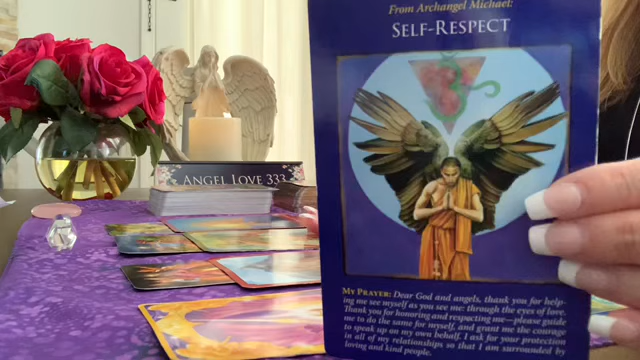 From Archangel Michael:
SELF-RESPECT
ANGEL LOVE 333
MY PRAYER: Dear God and angels, thank you for help-
ing me see myself as you see me: through the eyes of love.
Thank you for honoring and respecting me—please guide
me to do the same for myself, and grant me the courage
to speak up on my own behalf. I ask for your protection
in all of my relationships so that I am surrounded by
loving and kind people.